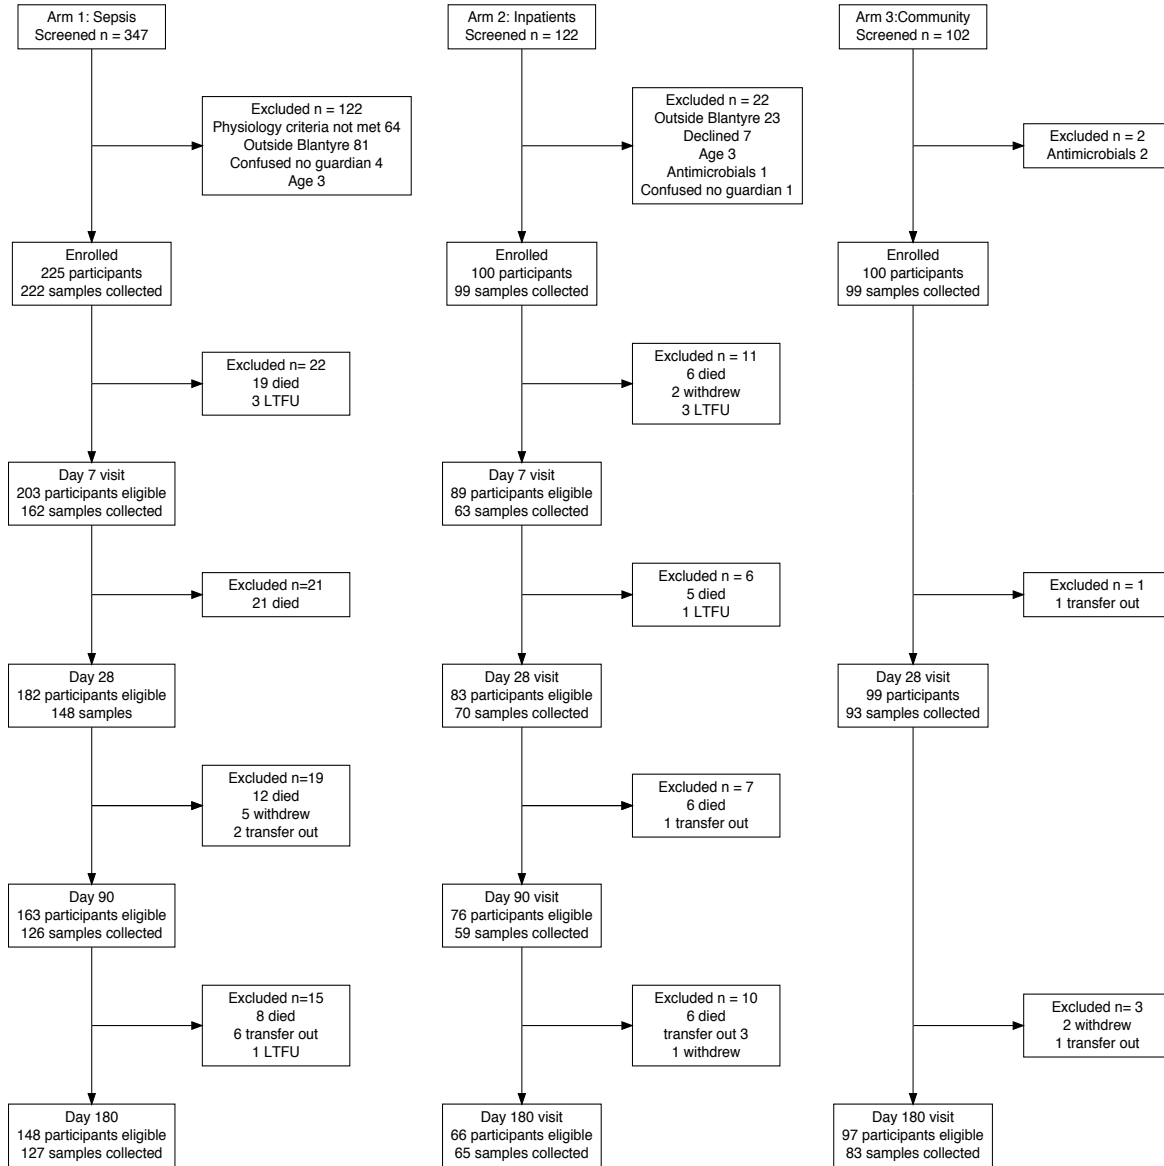 Arm 1: Sepsis
Screened n = 347
Excluded n = 122
Physiology criteria not met 64
Outside Blantyre 81
Confused no guardian 4
Age 3
Enrolled
225 participants
222 samples collected
Excluded n= 22
19 died
3 LTFU
Day 7 visit
203 participants eligible
162 samples collected
Excluded n=21
21 died
Day 28
182 participants eligible
148 samples
Excluded n=19
12 died
5 withdrew
2 transfer out
Day 90
163 participants eligible
126 samples collected
Excluded n=15
8 died
6 transfer out
1 LTFU
Day 180
148 participants eligible
127 samples collected
Arm 2: Inpatients
Screened n = 122
Excluded n = 22
Outside Blantyre 23
Declined 7
Age 3
Antimicrobials 1
Confused no guardian 1
Enrolled
100 participants
99 samples collected
Excluded n = 11
6 died
2 withdrew
3 LTFU
Day 7 visit
89 participants eligible
63 samples collected
Excluded n = 6
5 died
1 LTFU
Day 28 visit
83 participants eligible
70 samples collected
Excluded n = 7
6 died
1 transfer out
Day 90 visit
76 participants eligible
59 samples collected
Excluded n = 10
6 died
transfer out 3
1 withdrew
Day 180 visit
66 participants eligible
65 samples collected
Arm 3:Community
Screened n = 102
Excluded n = 2
Antimicrobials 2
Enrolled
100 participants
99 samples collected
Excluded n = 1
1 transfer out
Day 28 visit
99 participants
93 samples collected
Excluded n= 3
2 withdrew
1 transfer out
Day 180 visit
97 participants eligible
83 samples collected